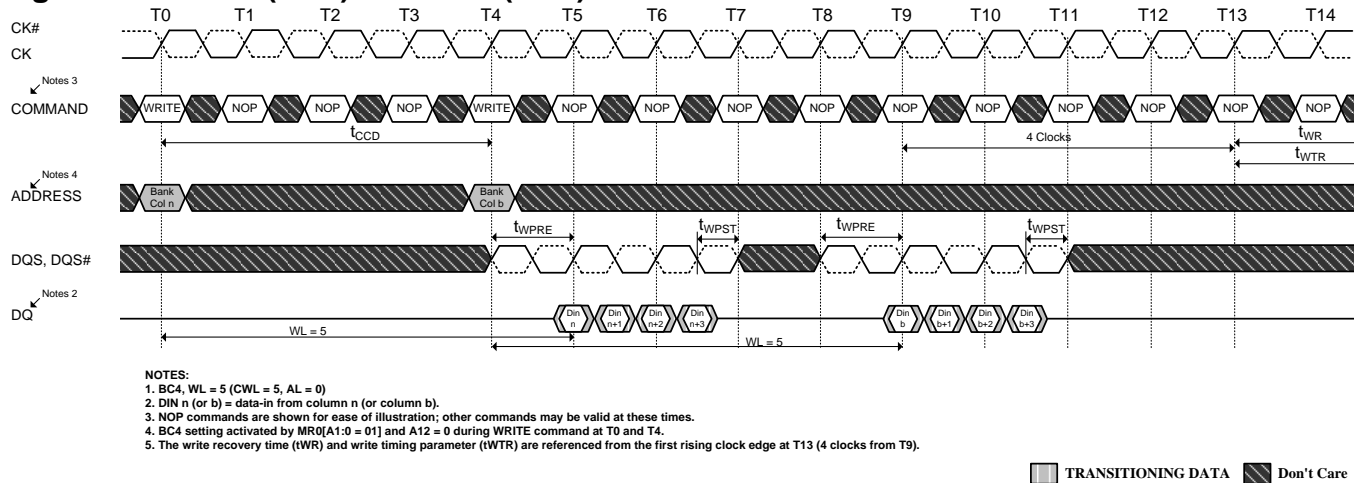 T0 T1 T2 T3 T4 T5 T6 T7 T8 T9 T10 T11 T12 T13 T14
CK#
CK
Notes 3
COMMAND
WRITE NOP NOP NOP WRITE NOP NOP NOP NOP NOP NOP NOP NOP NOP NOP
tCCD
4 Clocks
tWR
tWTR
Notes 4
ADDRESS
Bank Bank
Col n Col b
tWPRE tWPST tWPRE tWPST
DQS, DQS#
Notes 2
DQ
Din Din Din Din Din Din Din Din
n n+1 n+2 n+3 b b+1 b+2 b+3
WL = 5
WL = 5
NOTES:
1. BC4, WL = 5 (CWL = 5, AL = 0)
2. DIN n (or b) = data-in from column n (or column b).
3. NOP commands are shown for ease of illustration; other commands may be valid at these times.
4. BC4 setting activated by MR0[A1:0 = 01] and A12 = 0 during WRITE command at T0 and T4.
5. The write recovery time (tWR) and write timing parameter (tWTR) are referenced from the first rising clock edge at T13 (4 clocks from T9).
TRANSITIONING DATA Don't Care